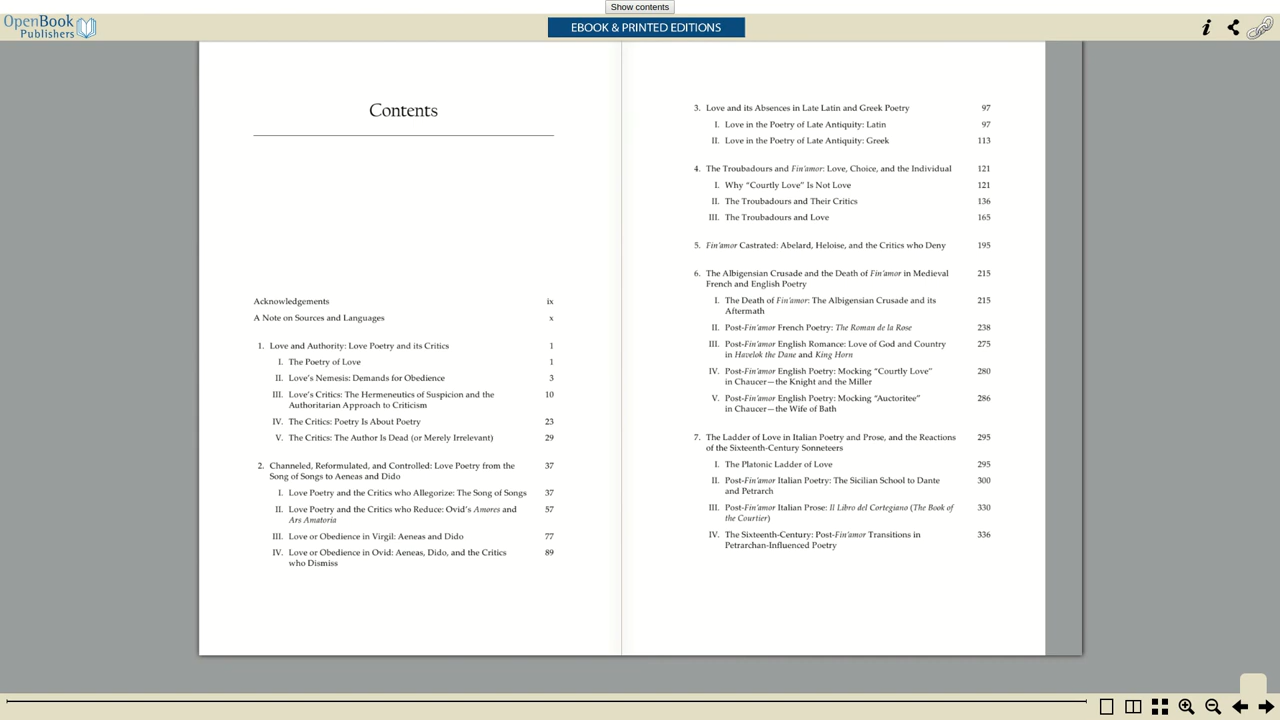 Show contents
OpenBook
Publishers
EBOOK & PRINTED EDITIONS
Contents
Acknowledgements ix
A Note on Sources and Languages x
1. Love and Authority: Love Poetry and its Critics 1
I. The Poetry of Love 1
II. Love's Nemesis: Demands for Obedience 3
III. Love's Critics: The Hermeneutics of Suspicion and the 10
Authoritarian Approach to Criticism
IV. The Critics: Poetry Is About Poetry 23
V. The Critics: The Author Is Dead (or Merely Irrelevant) 29
2. Channeled, Reformulated, and Controlled: Love Poetry from the 37
Song of Songs to Aeneas and Dido
I. Love Poetry and the Critics who Allegorize: The Song of Songs 37
II. Love Poetry and the Critics who Reduce: Ovid's Amores and 57
Ars Amatoria
III. Love or Obedience in Virgil: Aeneas and Dido 77
IV. Love or Obedience in Ovid: Aeneas, Dido, and the Critics 89
who Dismiss
3. Love and its Absences in Late Latin and Greek Poetry 97
I. Love in the Poetry of Late Antiquity: Latin 97
II. Love in the Poetry of Late Antiquity: Greek 113
4. The Troubadours and Fin'amor: Love, Choice, and the Individual 121
I. Why “Courtly Love” Is Not Love 121
II. The Troubadours and Their Critics 136
III. The Troubadours and Love 165
5. Fin'amor Castrated: Abelard, Heloise, and the Critics who Deny 195
6. The Albigensian Crusade and the Death of Fin'amor in Medieval 215
French and English Poetry
I. The Death of Fin'amor: The Albigensian Crusade and its 215
Aftermath
II. Post-Fin'amor French Poetry: The Roman de la Rose 238
III. Post-Fin'amor English Romance: Love of God and Country 275
in Havelok the Dane and King Horn
IV. Post-Fin'amor English Poetry: Mocking “Courtly Love” 280
in Chaucer—the Knight and the Miller
V. Post-Fin'amor English Poetry: Mocking “Auctoritee” 286
in Chaucer—the Wife of Bath
7. The Ladder of Love in Italian Poetry and Prose, and the Reactions 295
of the Sixteenth-Century Sonneteers
I. The Platonic Ladder of Love 295
II. Post-Fin'amor Italian Poetry: The Sicilian School to Dante 300
and Petrarch
III. Post-Fin'amor Italian Prose: Il Libro del Cortegiano (The Book of 330
the Courtier)
IV. The Sixteenth-Century: Post-Fin'amor Transitions in 336
Petrarchan-Influenced Poetry